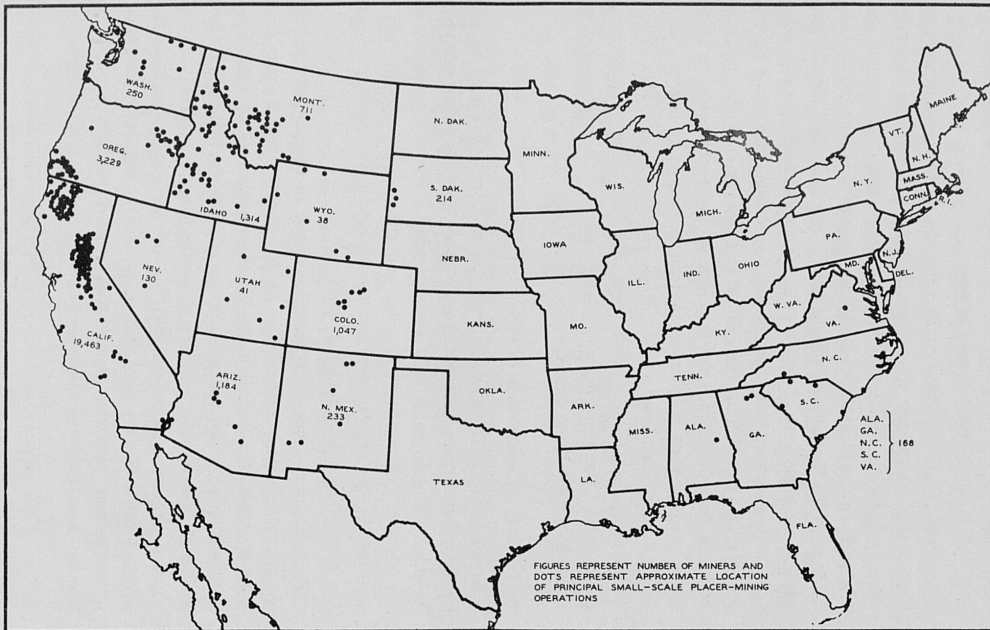 WASH.
250
MONT.
711
N. DAK.
MINN.
MAINE
VT.
N. H.
OREG.
3,229
IDAHO 1,314
WYO.
38
S. DAK.
214
WIS.
MICH.
N. Y.
MASS.
CONN.
R. I.
NEV.
130
UTAH
41
COLO.
1,047
NEBR.
IOWA
ILL.
IND.
OHIO
PA.
N. J.
MD.
DEL.
W. VA.
VA.
CALIF.
19,463
KANS.
MO.
KY.
ARIZ.
1,184
N. MEX.
233
OKLA.
ARK.
TENN.
N. C.
S. C.
TEXAS
LA.
MISS.
ALA.
GA.
FLA.
ALA.
GA.
N. C.
S. C.
VA.
168
FIGURES REPRESENT NUMBER OF MINERS AND
DOTS REPRESENT APPROXIMATE LOCATION
OF PRINCIPAL SMALL-SCALE PLACER-MINING
OPERATIONS